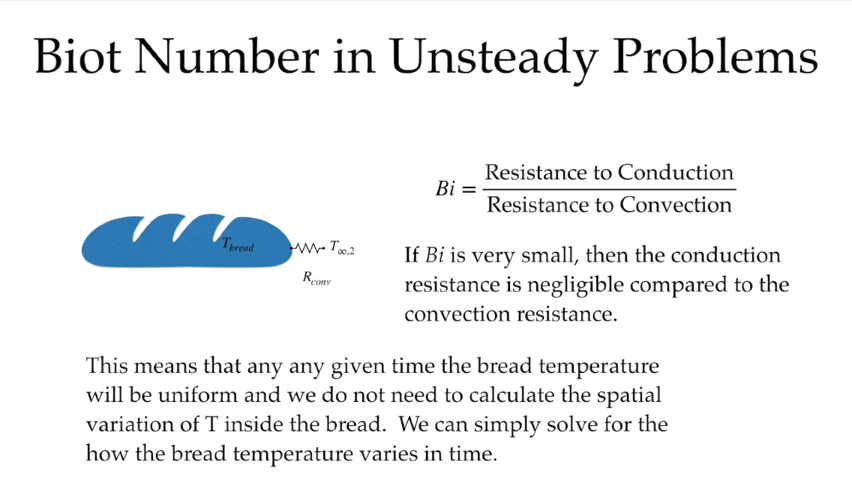 Biot Number in Unsteady Problems
Bi = Resistance to Conduction
Resistance to Convection
T_bread
T_∞,2
R_conv
If Bi is very small, then the conduction
resistance is negligible compared to the
convection resistance.
This means that any any given time the bread temperature
will be uniform and we do not need to calculate the spatial
variation of T inside the bread. We can simply solve for the
how the bread temperature varies in time.